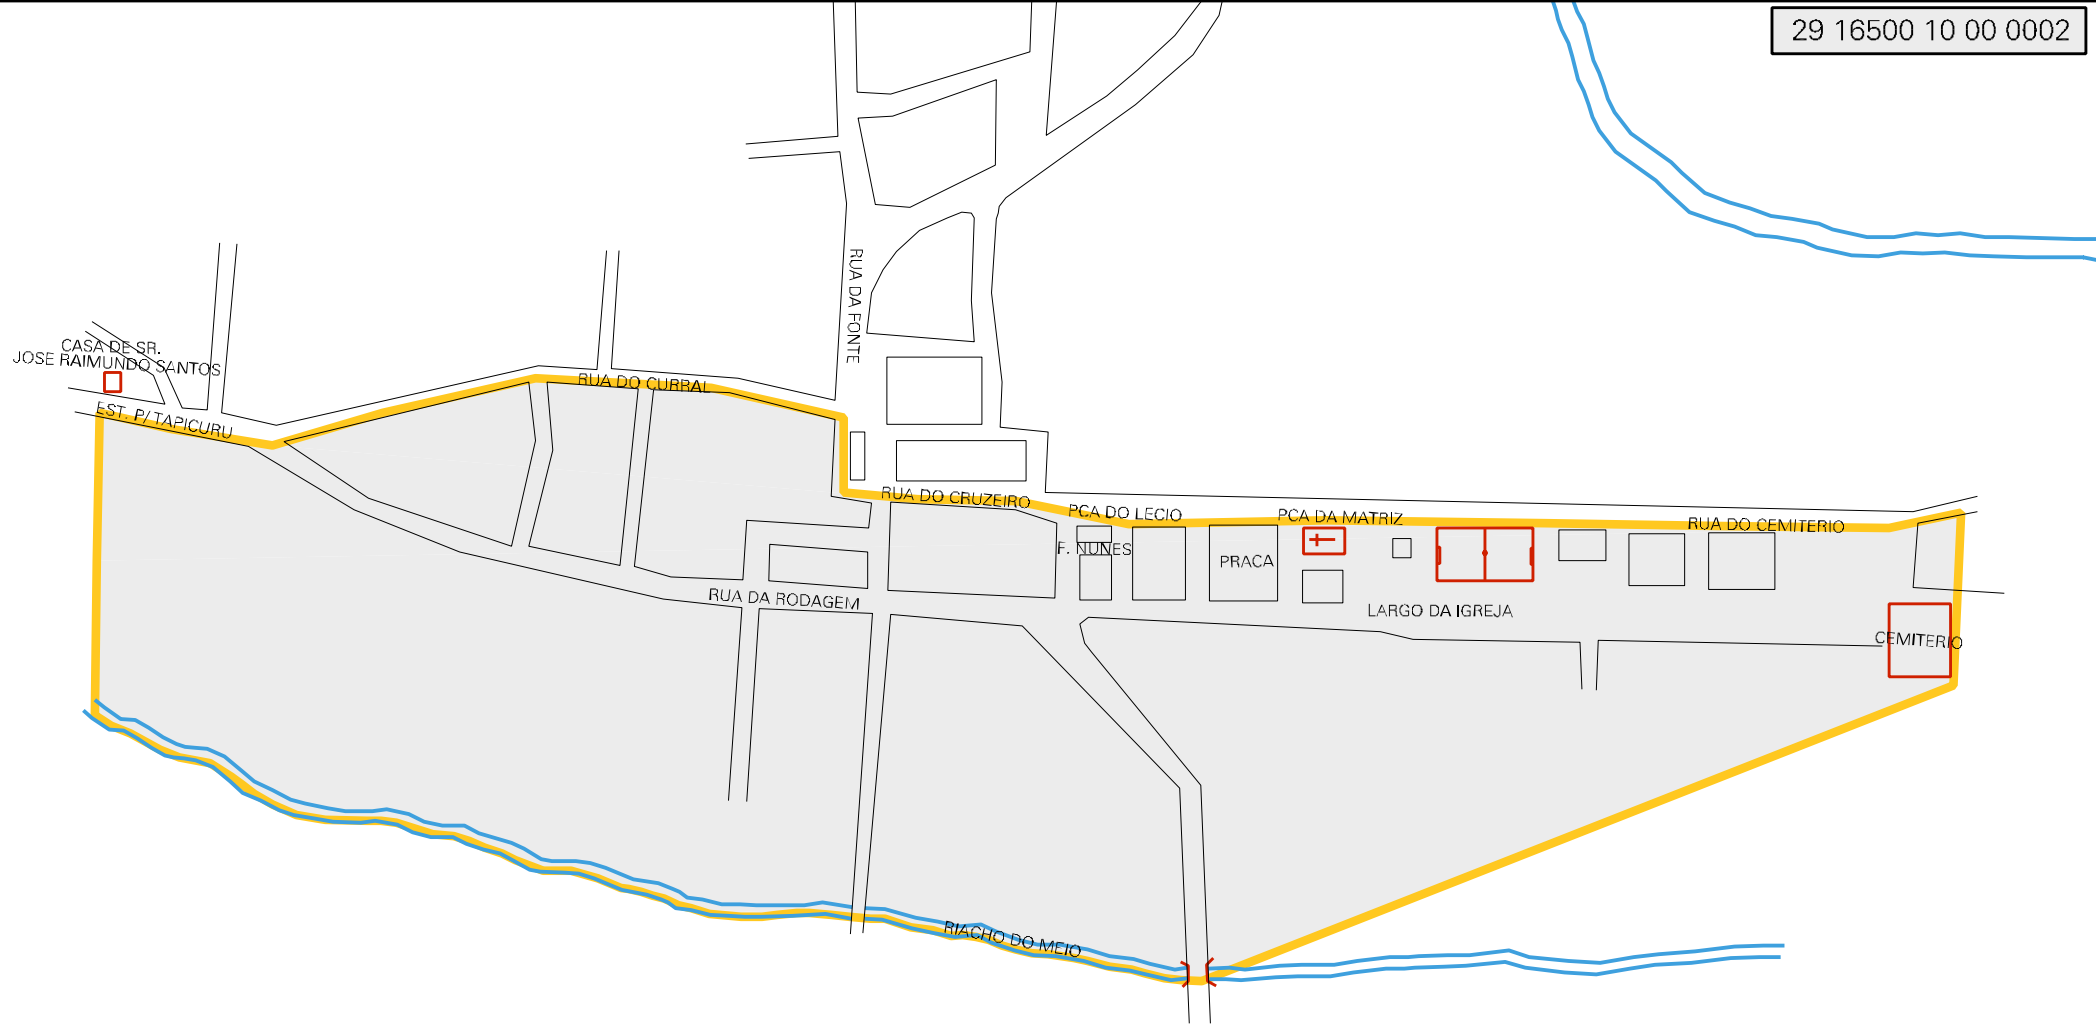 29 16500 10 00 0002
RUA DA FONTE
CASA DE SR.
JOSE RAIMUNDO SANTOS
EST. P/ TAPICURU
RUA DO CURRAL
RUA DO CRUZEIRO
PCA DO LECIO
PCA DA MATRIZ
RUA DO CEMITERIO
F. NUNES
PRACA
RUA DA RODAGEM
LARGO DA IGREJA
CEMITERIO
RIACHO DO MEIO